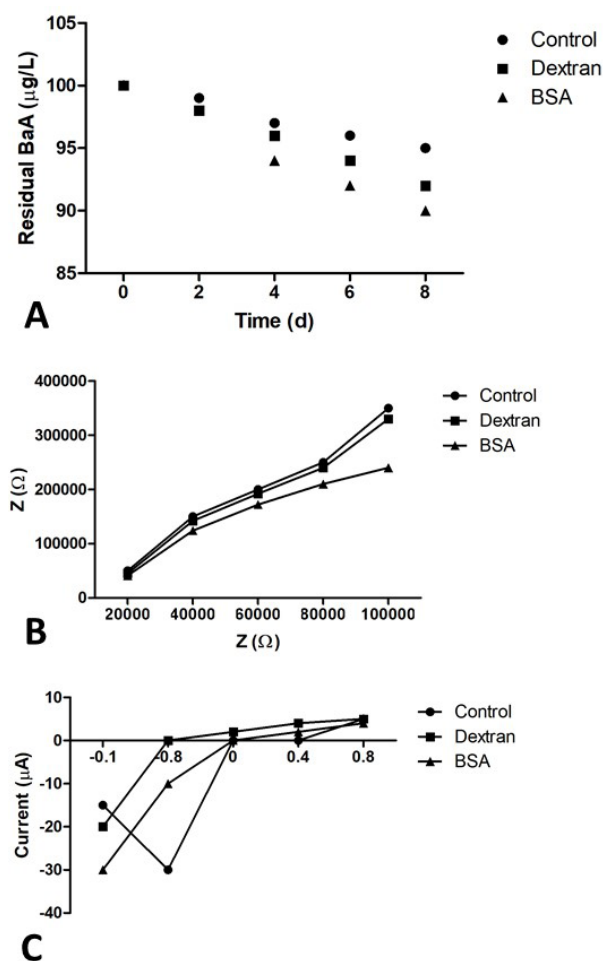 105
100
95
90
85
Residual BaA (μg/L)
0 2 4 6 8
Time (d)
Control
Dextran
BSA
A
400000
300000
200000
100000
0
Z (Ω)
20000 40000 60000 80000 100000
Z (Ω)
Control
Dextran
BSA
B
10
0
-10
-20
-30
-40
Current (μA)
-0.1 -0.8 0 0.4 0.8
Control
Dextran
BSA
C